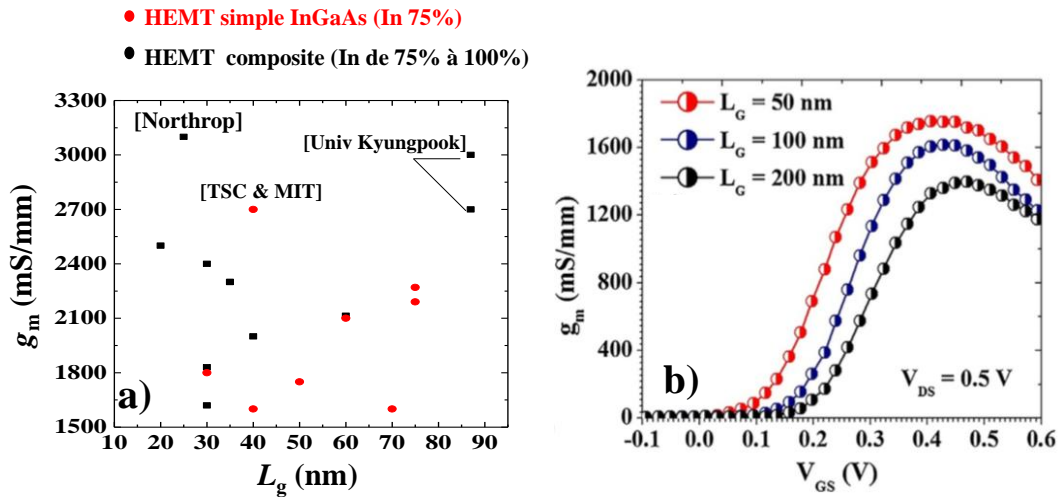 HEMT simple InGaAs (In 75%)
HEMT composite (In de 75% à 100%)
3300
3000
2700
2400
2100
1800
1500
gm (mS/mm)
[Northrop]
[Univ Kyungpook]
[TSC & MIT]
a)
10 20 30 40 50 60 70 80 90
Lg (nm)
2000
1600
1200
800
400
0
gm (mS/mm)
LG = 50 nm
LG = 100 nm
LG = 200 nm
b)
VDS = 0.5 V
-0.1 0.0 0.1 0.2 0.3 0.4 0.5 0.6
VGS (V)